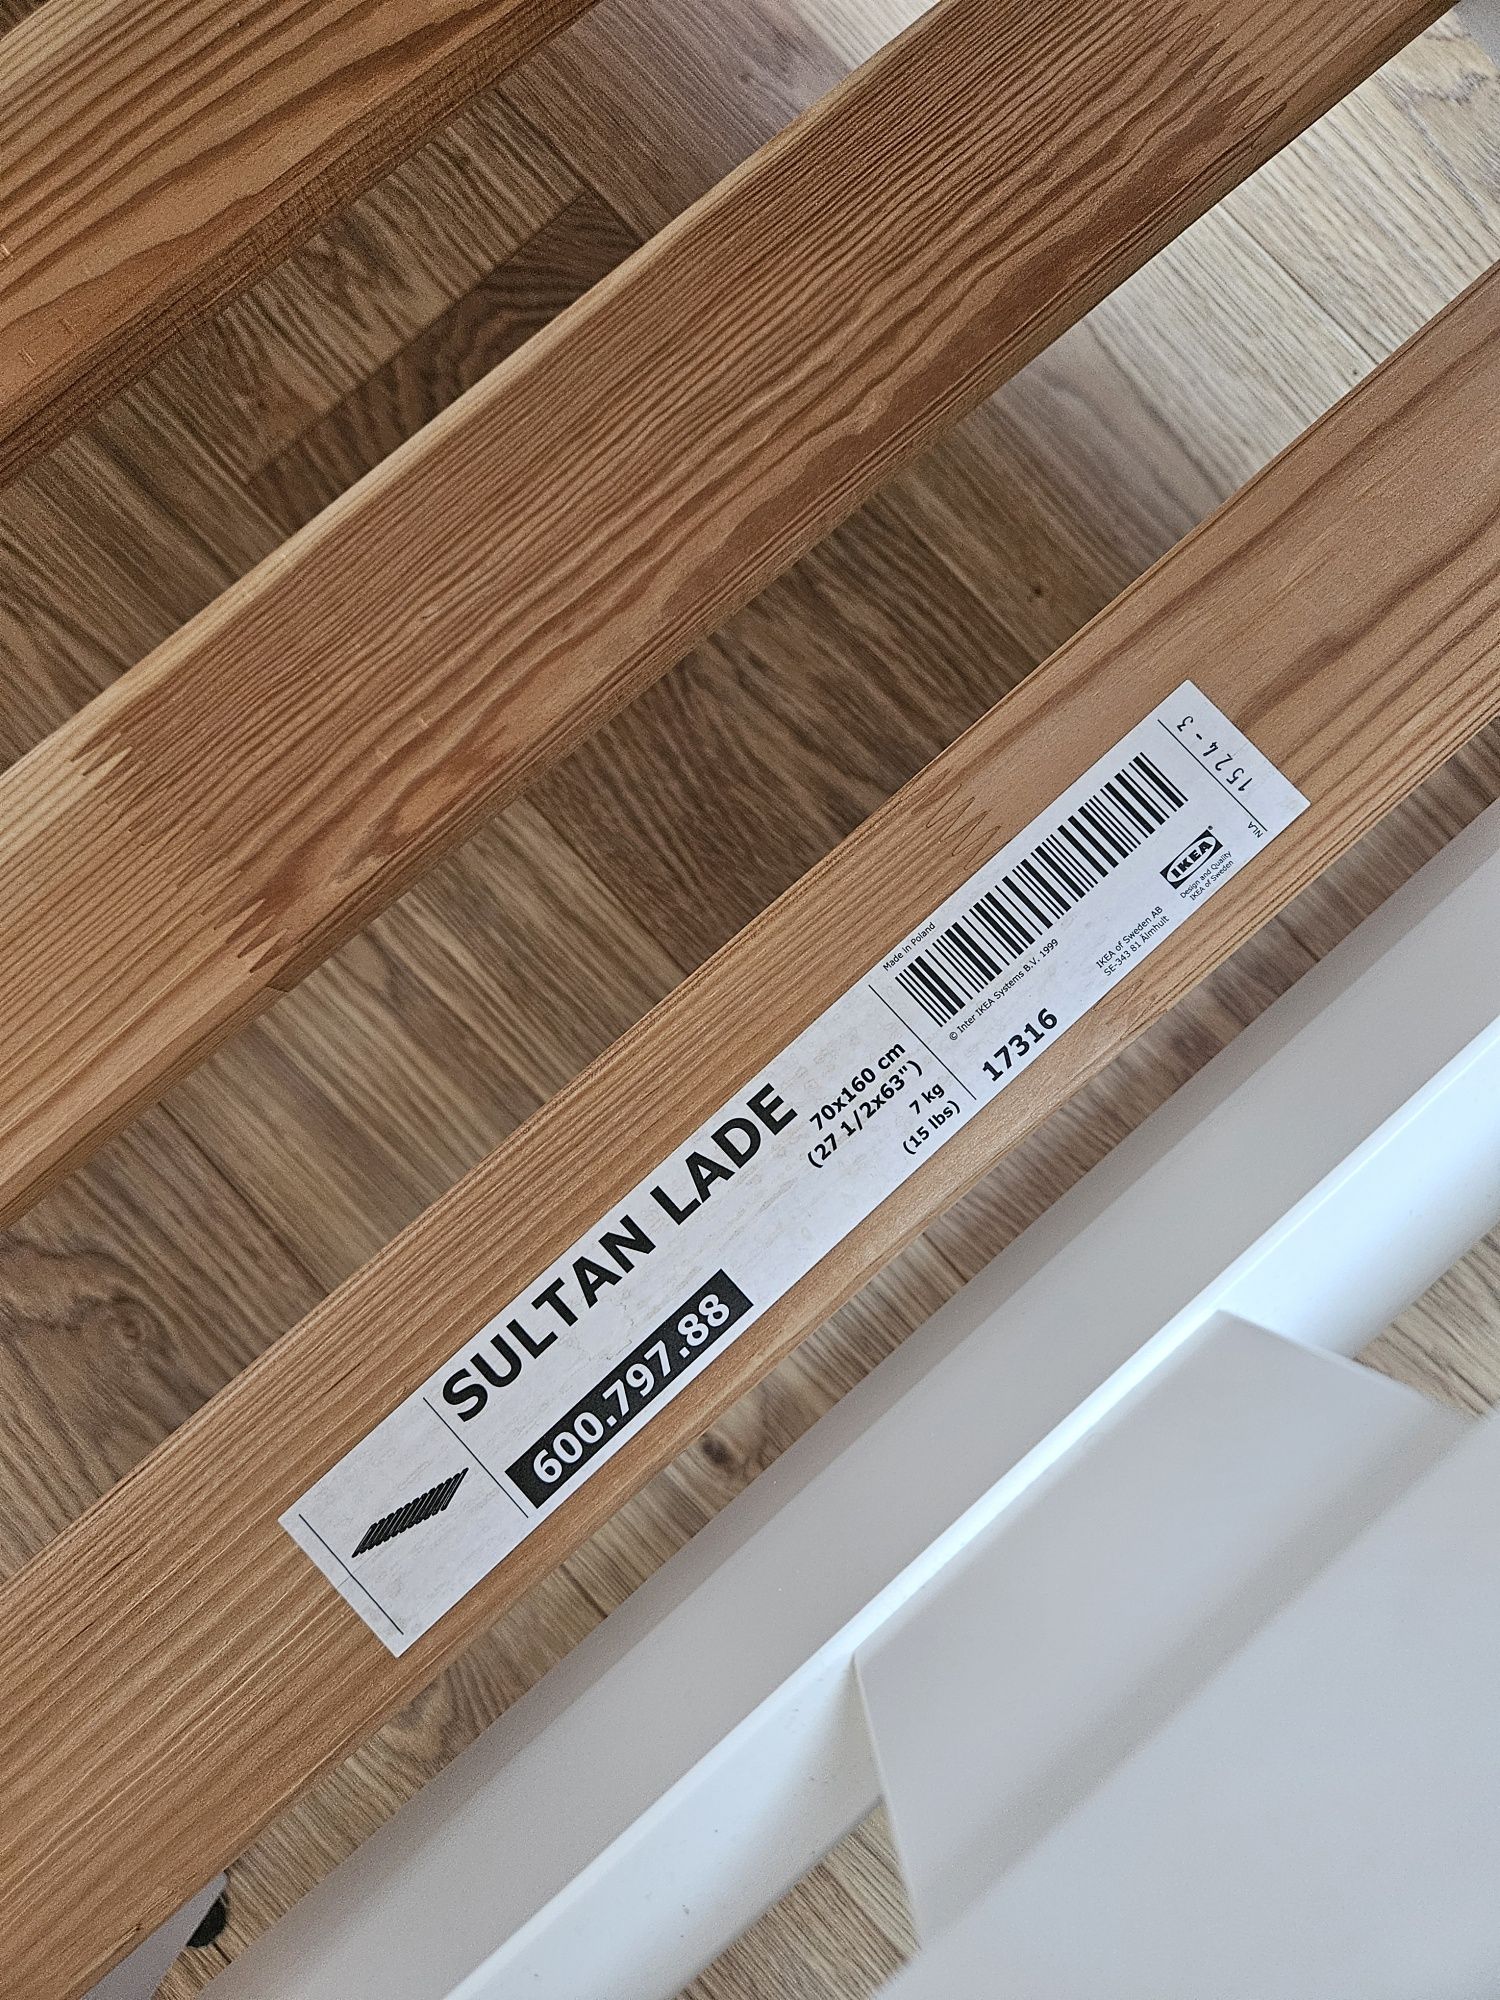 SULTAN LADE
600.797.88
70x160 cm
(27 1/2x63")
7 kg
(15 lbs)
Made in Poland
© Inter IKEA Systems B.V. 1999
17316
IKEA of Sweden AB
SE-343 81 Älmhult
IKEA®
Design and Quality
IKEA of Sweden
1524-3
NLA